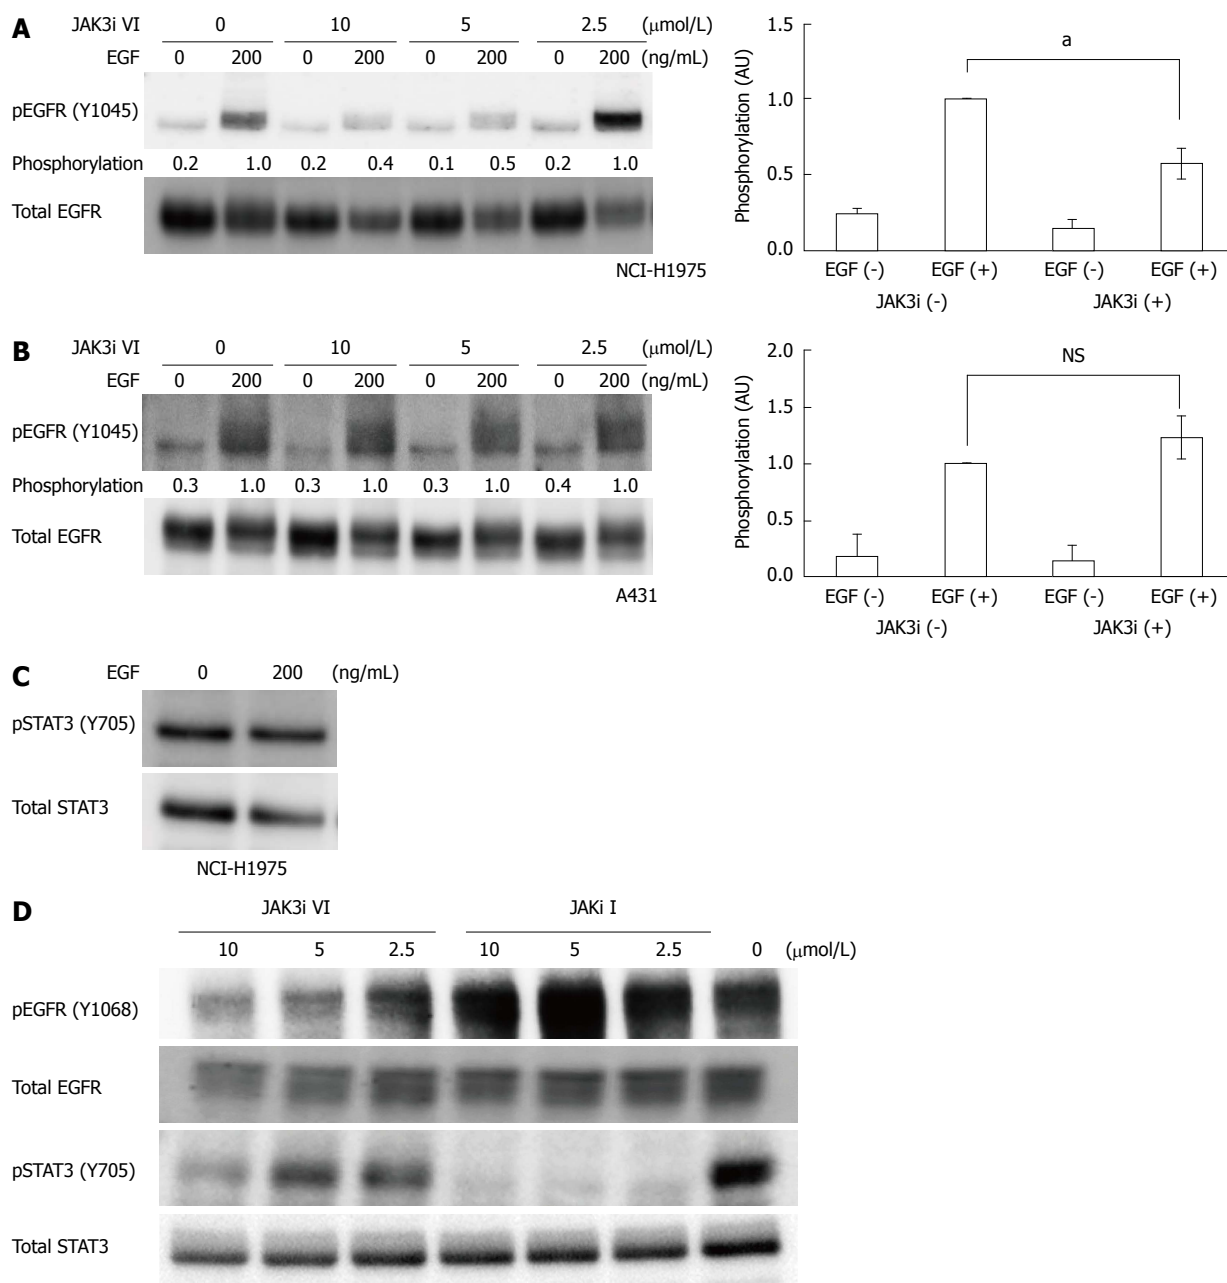 A
JAK3i VI 0 10 5 2.5 (μmol/L)
EGF 0 200 0 200 0 200 0 200 (ng/mL)
pEGFR (Y1045)
Phosphorylation 0.2 1.0 0.2 0.4 0.1 0.5 0.2 1.0
Total EGFR
NCI-H1975
Phosphorylation (AU)
1.5
1.0
0.5
0.0
a
EGF (-) EGF (+) EGF (-) EGF (+)
JAK3i (-) JAK3i (+)
B
JAK3i VI 0 10 5 2.5 (μmol/L)
EGF 0 200 0 200 0 200 0 200 (ng/mL)
pEGFR (Y1045)
Phosphorylation 0.3 1.0 0.3 1.0 0.3 1.0 0.4 1.0
Total EGFR
A431
Phosphorylation (AU)
2.0
1.5
1.0
0.5
0.0
NS
EGF (-) EGF (+) EGF (-) EGF (+)
JAK3i (-) JAK3i (+)
C
EGF 0 200 (ng/mL)
pSTAT3 (Y705)
Total STAT3
NCI-H1975
D
JAK3i VI JAKi I
10 5 2.5 10 5 2.5 0 (μmol/L)
pEGFR (Y1068)
Total EGFR
pSTAT3 (Y705)
Total STAT3